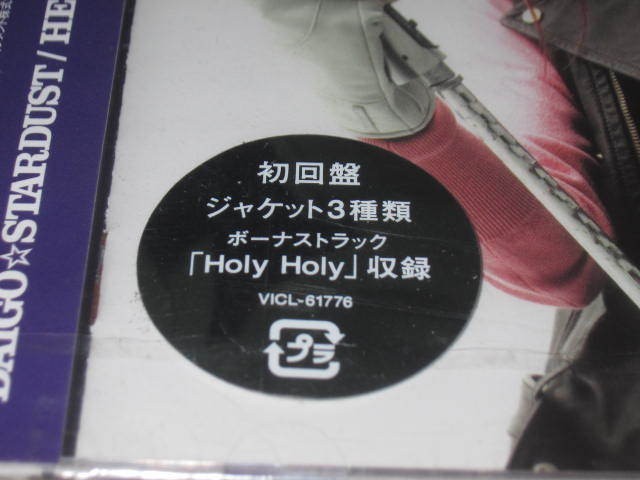 DAIGO☆STARDUST / HE
初回盤
ジャケット3種類
ボーナストラック
「Holy Holy」収録
VICL-61776
プラ